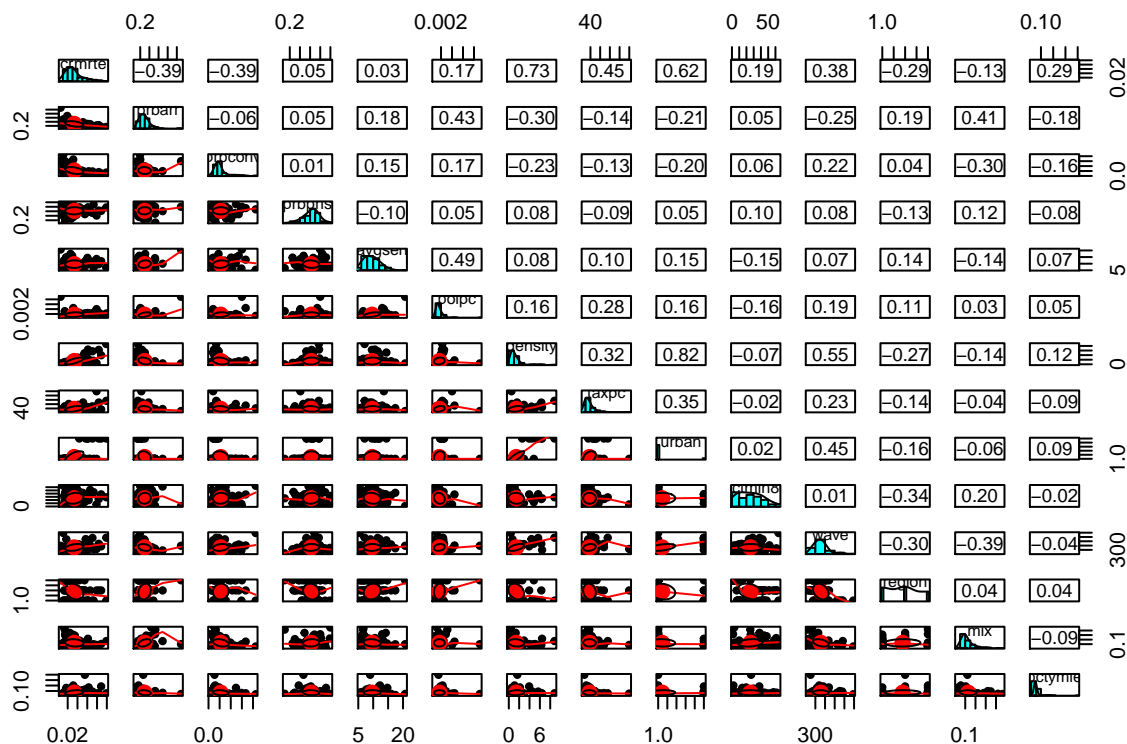 0.2 0.2 0.002 40 0 50 1.0 0.10
crmrte −0.39 −0.39 0.05 0.03 0.17 0.73 0.45 0.62 0.19 0.38 −0.29 −0.13 0.29 0.02
0.2 prbarr −0.06 0.05 0.18 0.43 −0.30 −0.14 −0.21 0.05 −0.25 0.19 0.41 −0.18
prbconv 0.01 0.15 0.17 −0.23 −0.13 −0.20 0.06 0.22 0.04 −0.30 −0.16 0.0
0.2 prbpris −0.10 0.05 0.08 −0.09 0.05 0.10 0.08 −0.13 0.12 −0.08
avgsen 0.49 0.08 0.10 0.15 −0.15 0.07 0.14 −0.14 0.07 5
0.002 polpc 0.16 0.28 0.16 −0.16 0.19 0.11 0.03 0.05
density 0.32 0.82 −0.07 0.55 −0.27 −0.14 0.12 0
40 taxpc 0.35 −0.02 0.23 −0.14 −0.04 −0.09
urban 0.02 0.45 −0.16 −0.06 0.09 1.0
0 pctmin8 0.01 −0.34 0.20 −0.02
wave −0.30 −0.39 −0.04 300
1.0 region 0.04 0.04
mix −0.09 0.1
0.10 pctymle
0.02 0.0 5 20 0 6 1.0 300 0.1